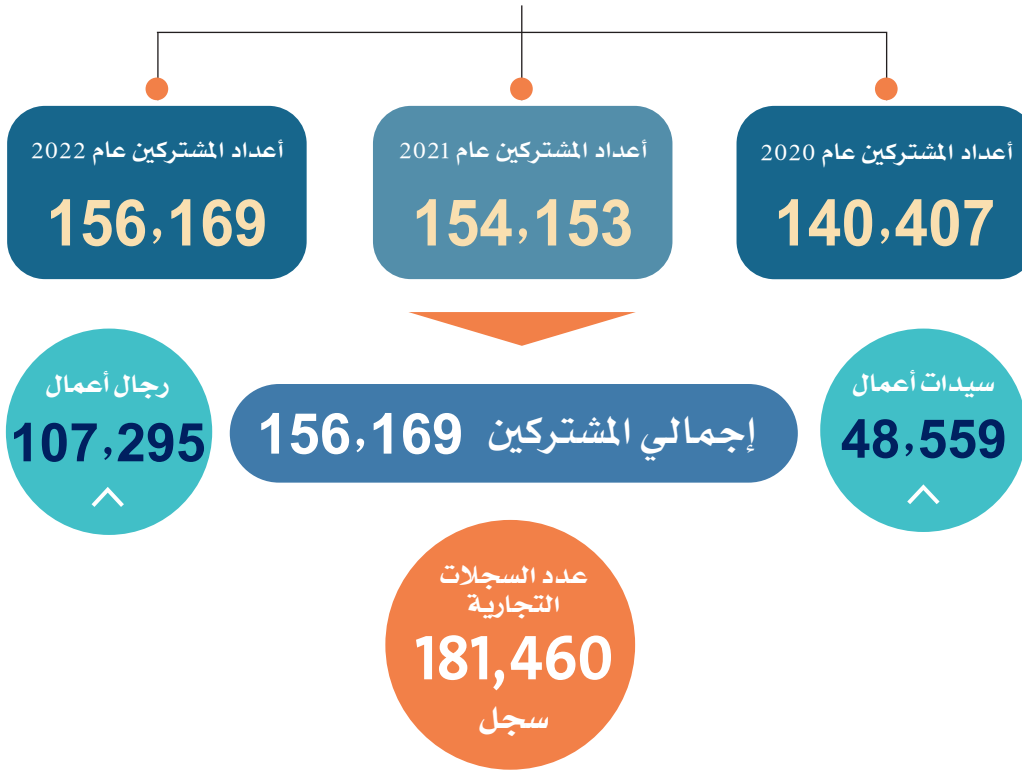 أعداد المشتركين عام 2020
140,407
أعداد المشتركين عام 2021
154,153
أعداد المشتركين عام 2022
156,169
سيدات أعمال
48,559
إجمالي المشتركين 156,169
رجال أعمال
107,295
عدد السجلات
التجارية
181,460
سجل